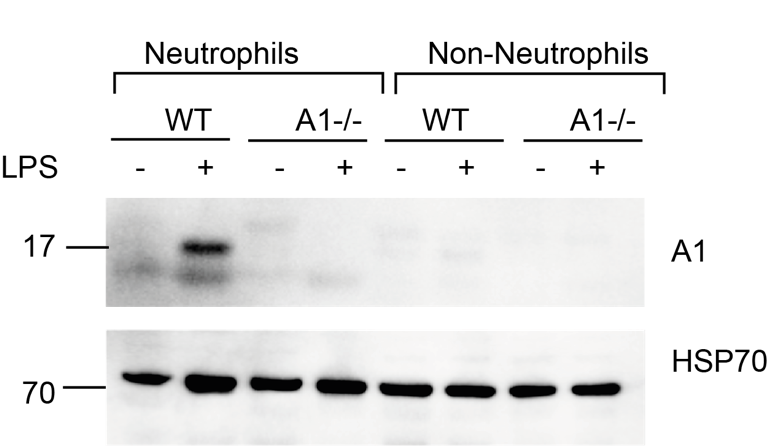 Neutrophils Non-Neutrophils
WT A1-/- WT A1-/-
LPS - + - + - + - +
17 A1
HSP70
70